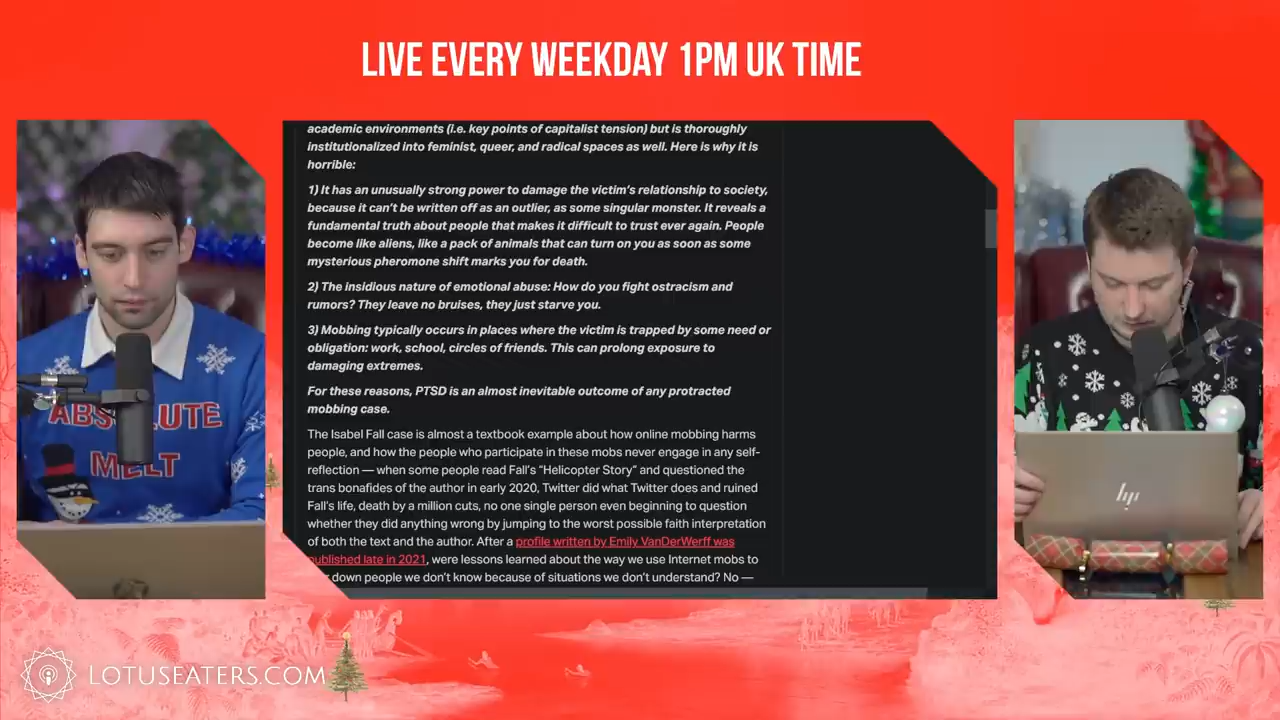 LIVE EVERY WEEKDAY 1PM UK TIME
academic environments (i.e. key points of capitalist tension) but is thoroughly
institutionalized into feminist, queer, and radical spaces as well. Here is why it is
horrible:
1) It has an unusually strong power to damage the victim's relationship to society,
because it can't be written off as an outlier, as some singular monster. It reveals a
fundamental truth about people that makes it difficult to trust ever again. People
become like aliens, like a pack of animals that can turn on you as soon as some
mysterious pheromone shift marks you for death.
2) The insidious nature of emotional abuse: How do you fight ostracism and
rumors? They leave no bruises, they just starve you.
3) Mobbing typically occurs in places where the victim is trapped by some need or
obligation: work, school, circles of friends. This can prolong exposure to
damaging extremes.
For these reasons, PTSD is an almost inevitable outcome of any protracted
mobbing case.
The Isabel Fall case is almost a textbook example about how online mobbing harms
people, and how the people who participate in these mobs never engage in any self-
reflection — when some people read Fall's “Helicopter Story” and questioned the
trans bonafides of the author in early 2020, Twitter did what Twitter does and ruined
Fall's life, death by a million cuts, no one single person even beginning to question
whether they did anything wrong by jumping to the worst possible faith interpretation
of both the text and the author. After a profile written by Emily VanDerWerff was
published late in 2021, were lessons learned about the way we use Internet mobs to
down people we don't know because of situations we don't understand? No —
ABSOLUTE
MELT
hp
LOTUSEATERS.COM